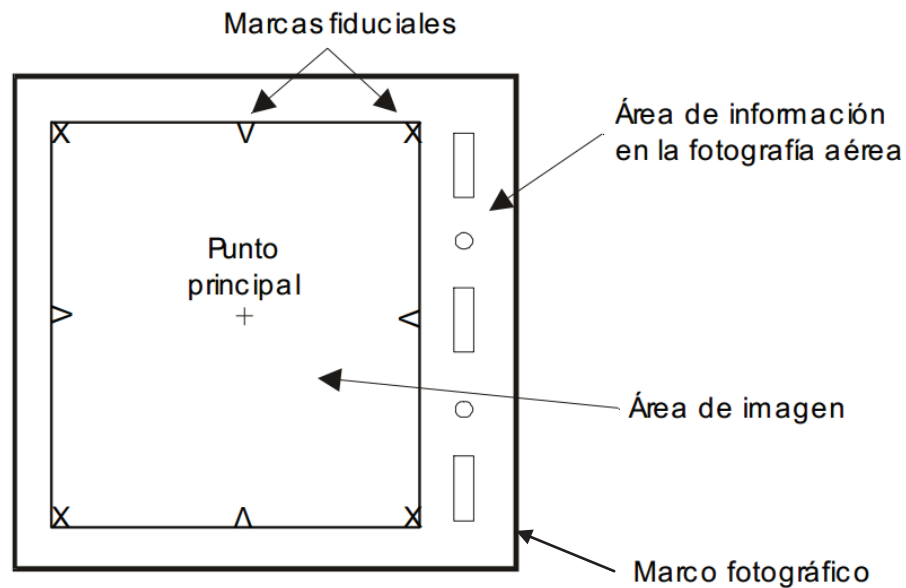 Marcas fiduciales
Área de información
en la fotografía aérea
X V X
Punto
principal
> <
Área de imagen
X Λ X
Marco fotográfico